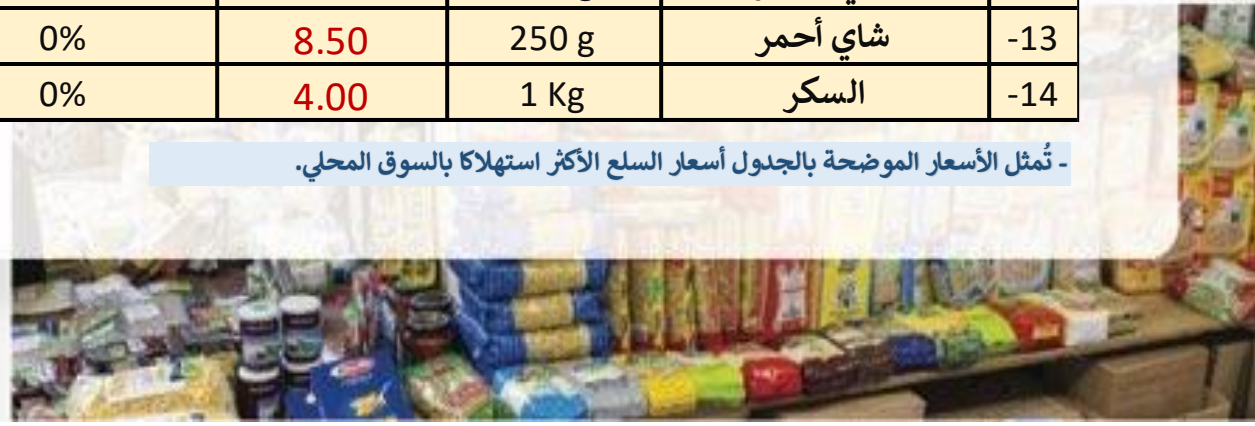 13- شاي أحمر 250 g 8.50 0%
14- السكر 1 Kg 4.00 0%
- تُمثل الأسعار الموضحة بالجدول أسعار السلع الأكثر استهلاكا بالسوق المحلي.